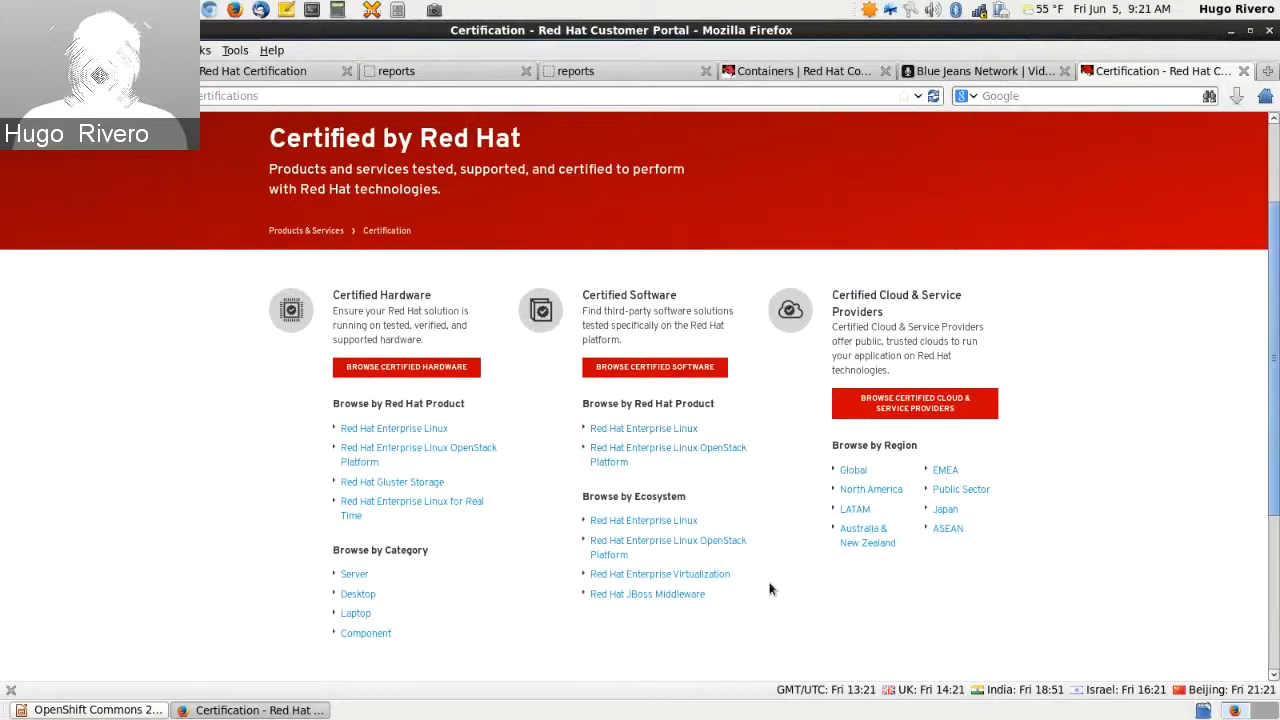 55 °F Fri Jun 5, 9:21 AM Hugo Rivero
Certification - Red Hat Customer Portal - Mozilla Firefox
ks Tools Help
Red Hat Certification
reports
reports
Containers | Red Hat Co...
Blue Jeans Network | Vid...
Certification - Red Hat C...
ertifications
Google
Hugo Rivero
Certified by Red Hat
Products and services tested, supported, and certified to perform
with Red Hat technologies.
Products & Services › Certification
Certified Hardware
Ensure your Red Hat solution is
running on tested, verified, and
supported hardware.
BROWSE CERTIFIED HARDWARE
Browse by Red Hat Product
Red Hat Enterprise Linux
Red Hat Enterprise Linux OpenStack
Platform
Red Hat Gluster Storage
Red Hat Enterprise Linux for Real
Time
Browse by Category
Server
Desktop
Laptop
Component
Certified Software
Find third-party software solutions
tested specifically on the Red Hat
platform.
BROWSE CERTIFIED SOFTWARE
Browse by Red Hat Product
Red Hat Enterprise Linux
Red Hat Enterprise Linux OpenStack
Platform
Browse by Ecosystem
Red Hat Enterprise Linux
Red Hat Enterprise Linux OpenStack
Platform
Red Hat Enterprise Virtualization
Red Hat JBoss Middleware
Certified Cloud & Service
Providers
Certified Cloud & Service Providers
offer public, trusted clouds to run
your application on Red Hat
technologies.
BROWSE CERTIFIED CLOUD &
SERVICE PROVIDERS
Browse by Region
Global
North America
LATAM
Australia &
New Zealand
EMEA
Public Sector
Japan
ASEAN
GMT/UTC: Fri 13:21 UK: Fri 14:21 India: Fri 18:51 Israel: Fri 16:21 Beijing: Fri 21:21
OpenShift Commons 2...
Certification - Red Hat ...